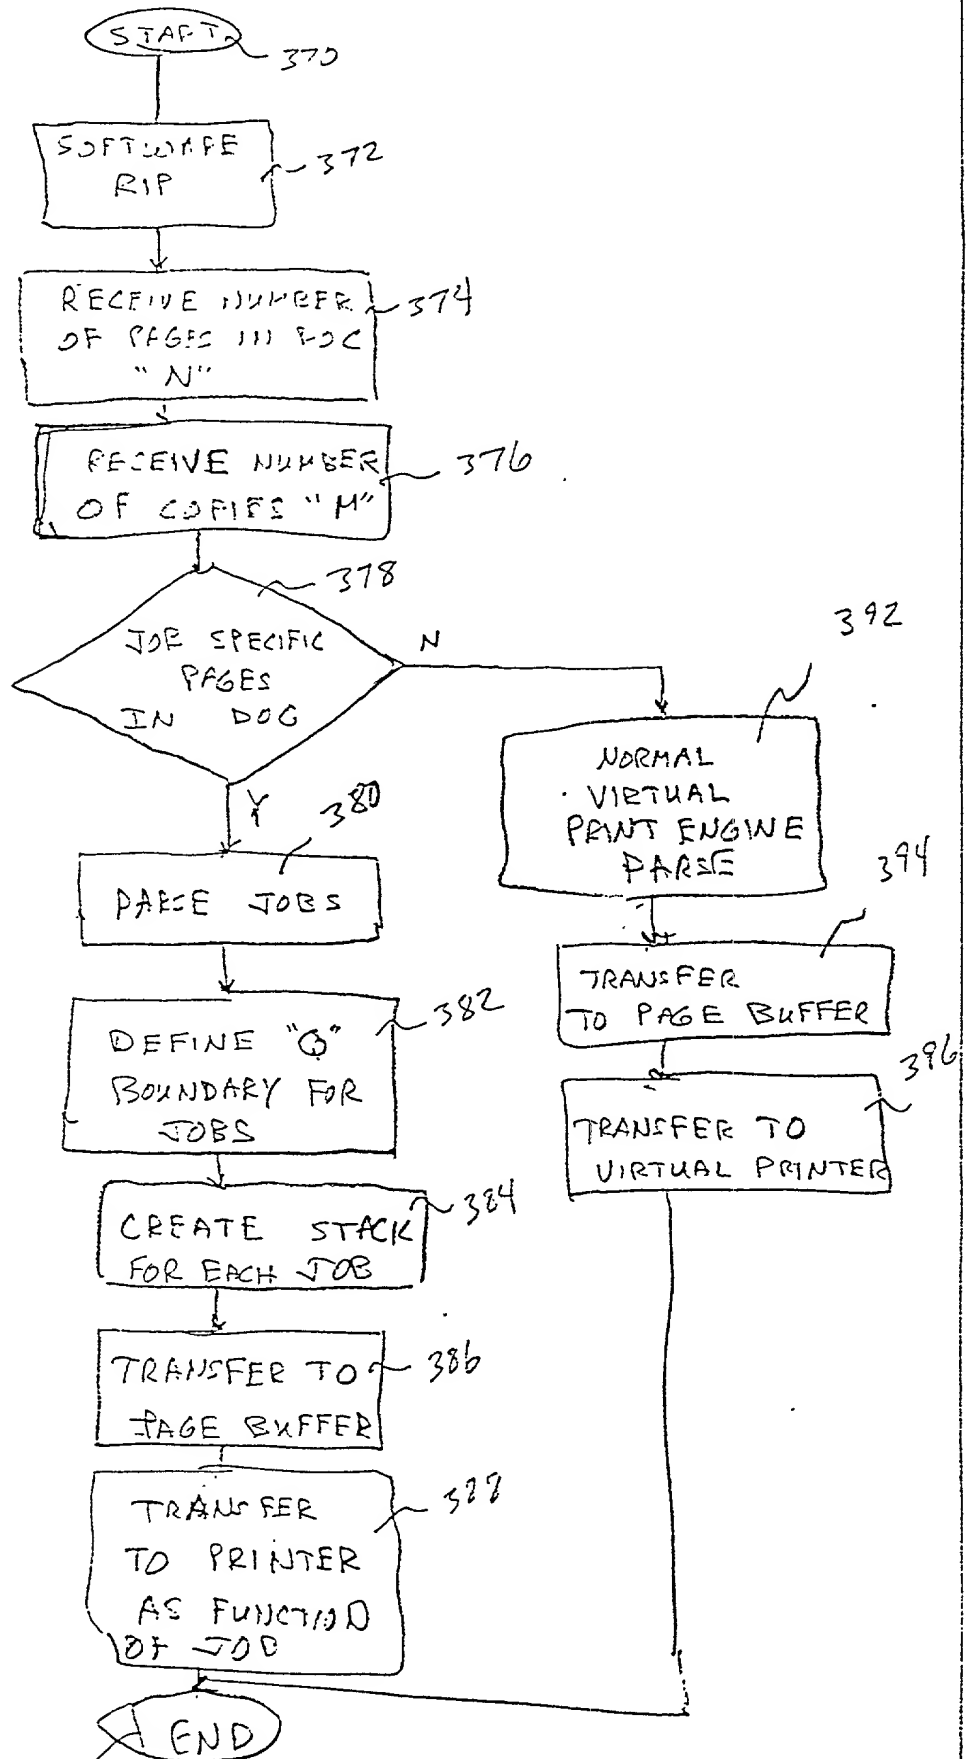 START
370
SOFTWARE
RIP
372
RECEIVE NUMBER
OF PAGES IN DOC
"N"
374
RECEIVE NUMBER
OF COPIES "M"
376
378
JOB SPECIFIC
PAGES
IN DOC
N
Y
380
PARSE JOBS
DEFINE "Q"
BOUNDARY FOR
JOBS
382
CREATE STACK
FOR EACH JOB
384
TRANSFER TO
PAGE BUFFER
386
TRANSFER
TO PRINTER
AS FUNCTION
OF JOB
388
END
392
NORMAL
VIRTUAL
PRINT ENGINE
PARSE
394
TRANSFER
TO PAGE BUFFER
396
TRANSFER TO
VIRTUAL PRINTER